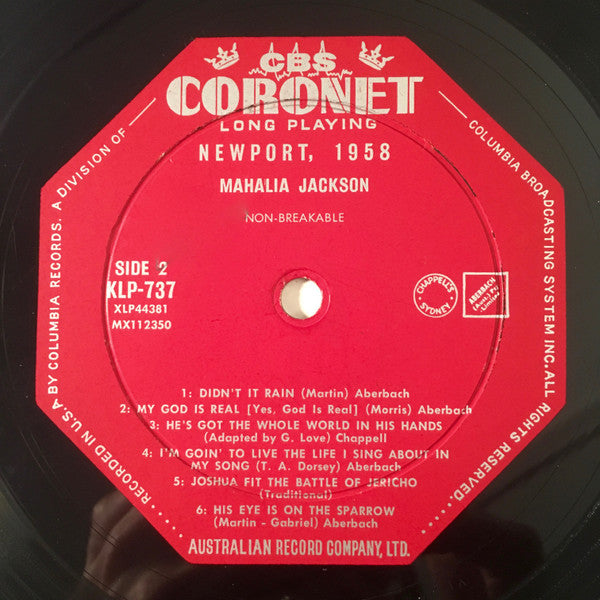 CBS
CORONET
LONG PLAYING
NEWPORT, 1958
MAHALIA JACKSON
NON-BREAKABLE
SIDE 2
KLP-737
XLP44381
MX112350
CHAPPELL'S
SYDNEY
ABERBACH
(Aust.) Pty.
Limited
1: DIDN'T IT RAIN (Martin) Aberbach
2: MY GOD IS REAL [Yes, God Is Real] (Morris) Aberbach
3: HE'S GOT THE WHOLE WORLD IN HIS HANDS
(Adapted by G. Love) Chappell
4: I'M GOIN' TO LIVE THE LIFE I SING ABOUT IN
MY SONG (T. A. Dorsey) Aberbach
5: JOSHUA FIT THE BATTLE OF JERICHO
(Traditional)
6: HIS EYE IS ON THE SPARROW
(Martin - Gabriel) Aberbach
AUSTRALIAN RECORD COMPANY, LTD.
RECORDED IN U.S.A. BY COLUMBIA RECORDS. A DIVISION OF —
— COLUMBIA BROADCASTING SYSTEM INC. ALL RIGHTS RESERVED.